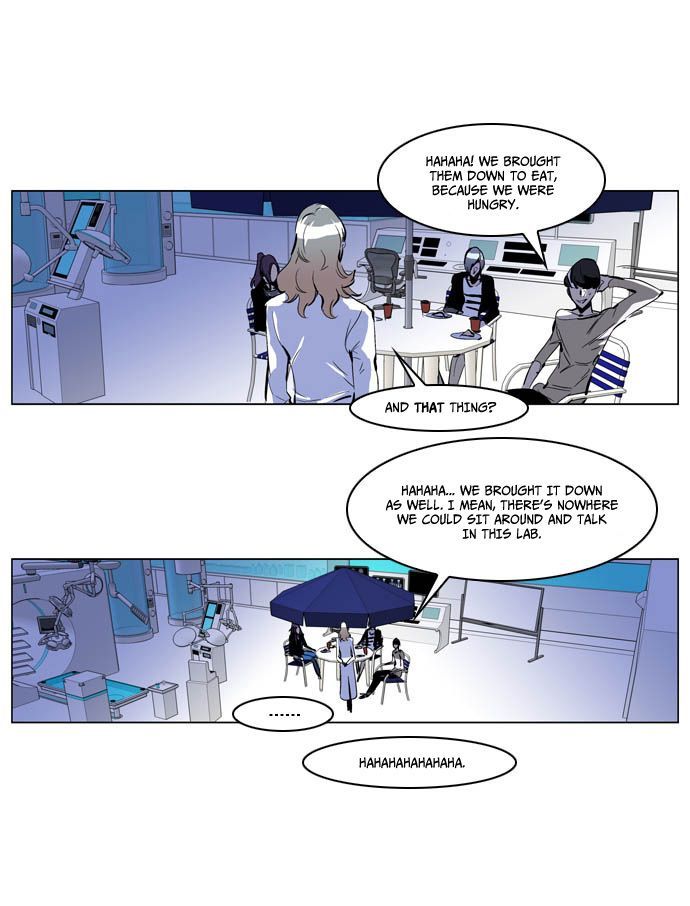 HAHAHA! WE BROUGHT
THEM DOWN TO EAT,
BECAUSE WE WERE
HUNGRY.
AND THAT THING?
HAHAHA... WE BROUGHT IT DOWN
AS WELL. I MEAN, THERE'S NOWHERE
WE COULD SIT AROUND AND TALK
IN THIS LAB.
------
HAHAHAHAHAHAHA.